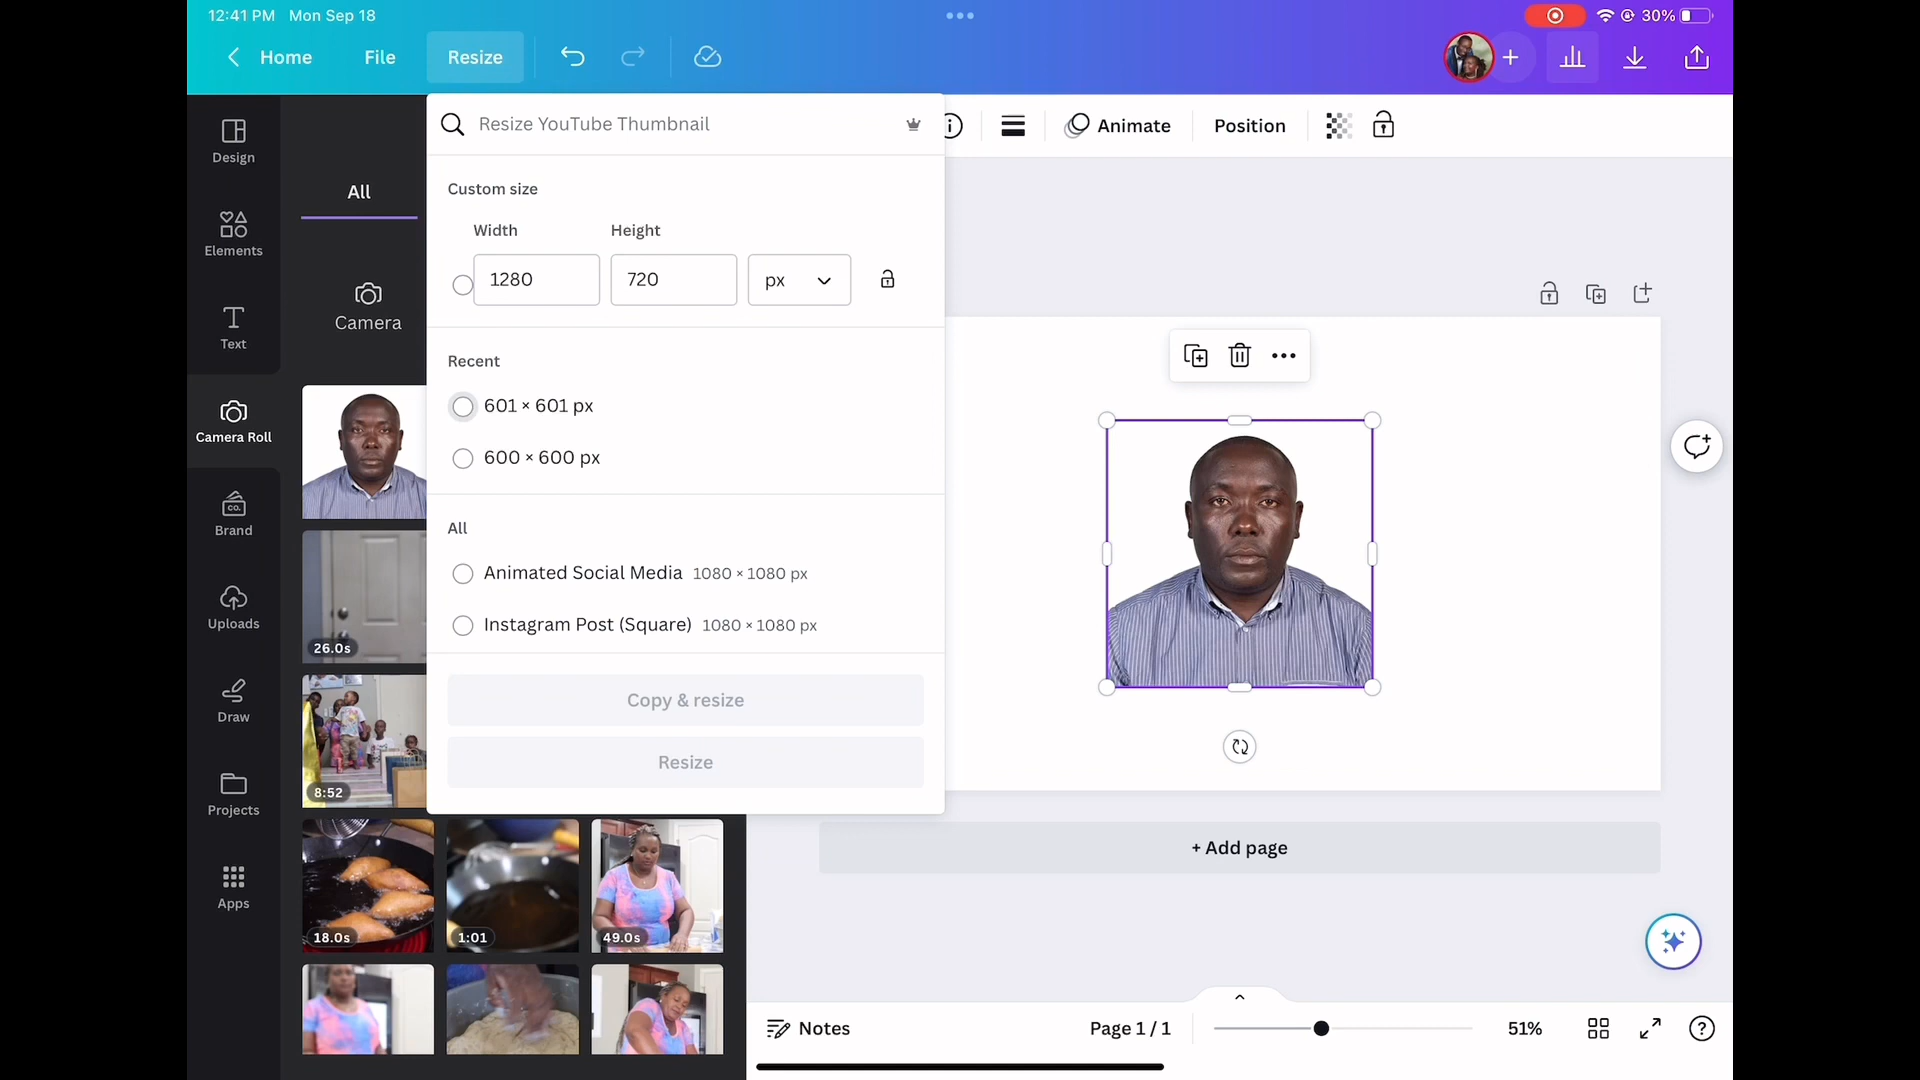 12:41 PM Mon Sep 18
30%
Home File Resize
Resize YouTube Thumbnail
Animate Position
Design
Elements
Text
Camera Roll
Brand
Uploads
Draw
Projects
Apps
All
Camera
26.0s
8:52
18.0s 1:01 49.0s
Custom size
Width Height
1280 720 px
Recent
601 × 601 px
600 × 600 px
All
Animated Social Media 1080 × 1080 px
Instagram Post (Square) 1080 × 1080 px
Copy & resize
Resize
+ Add page
Notes Page 1 / 1 51%